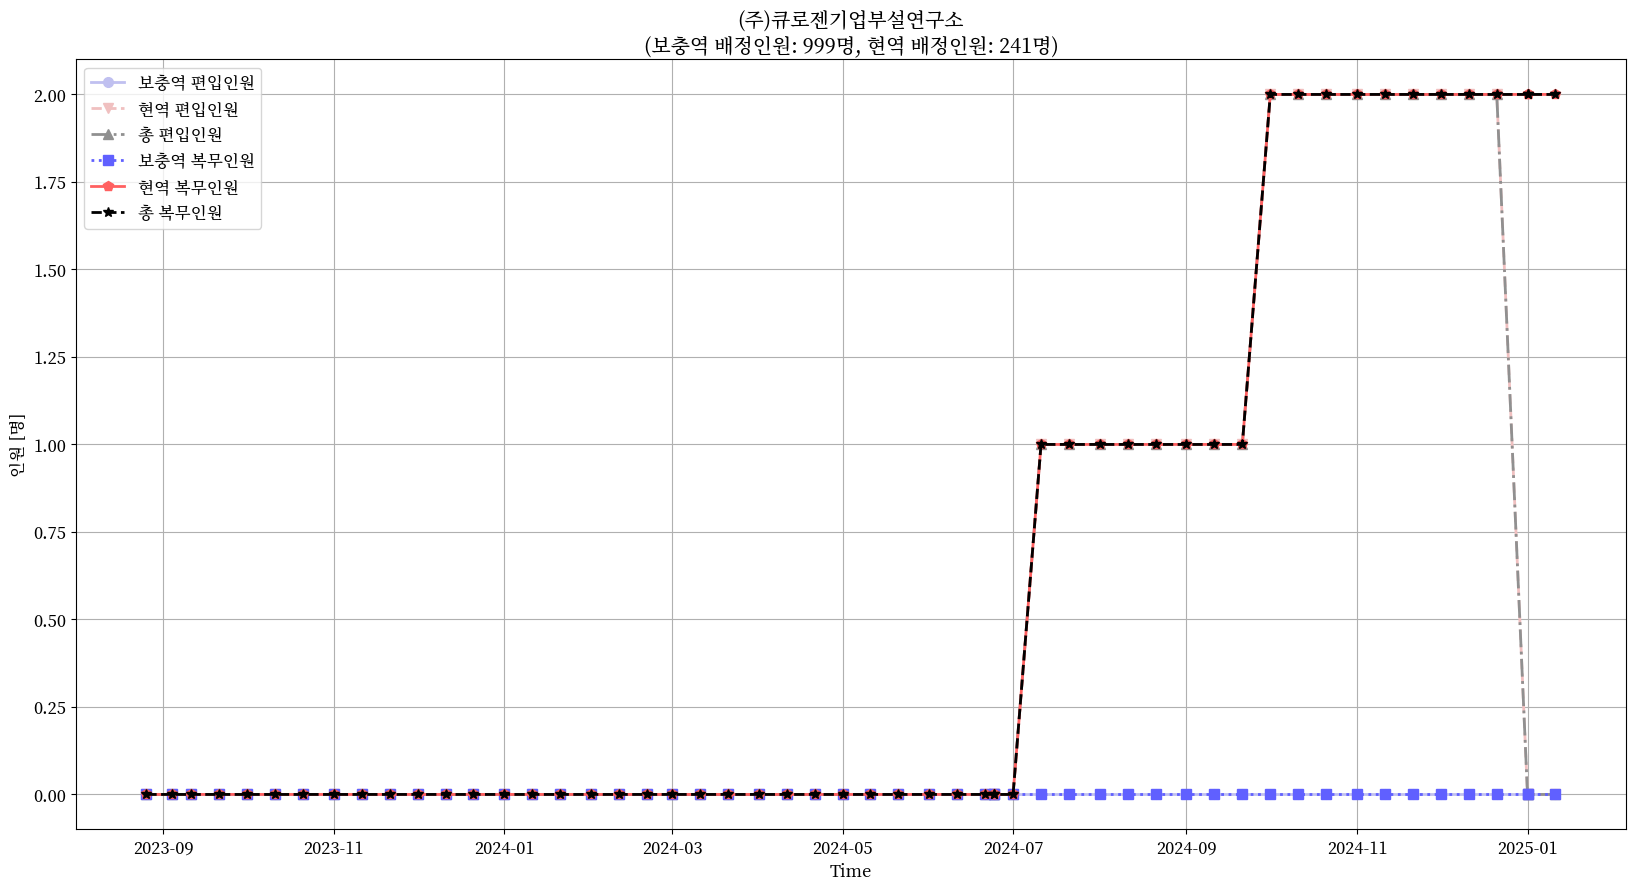 (주)큐로젠기업부설연구소
(보충역 배정인원: 999명, 현역 배정인원: 241명)
보충역 편입인원
현역 편입인원
총 편입인원
보충역 복무인원
현역 복무인원
총 복무인원
2.00
1.75
1.50
1.25
1.00
0.75
0.50
0.25
0.00
인원 [명]
2023-09 2023-11 2024-01 2024-03 2024-05 2024-07 2024-09 2024-11 2025-01
Time